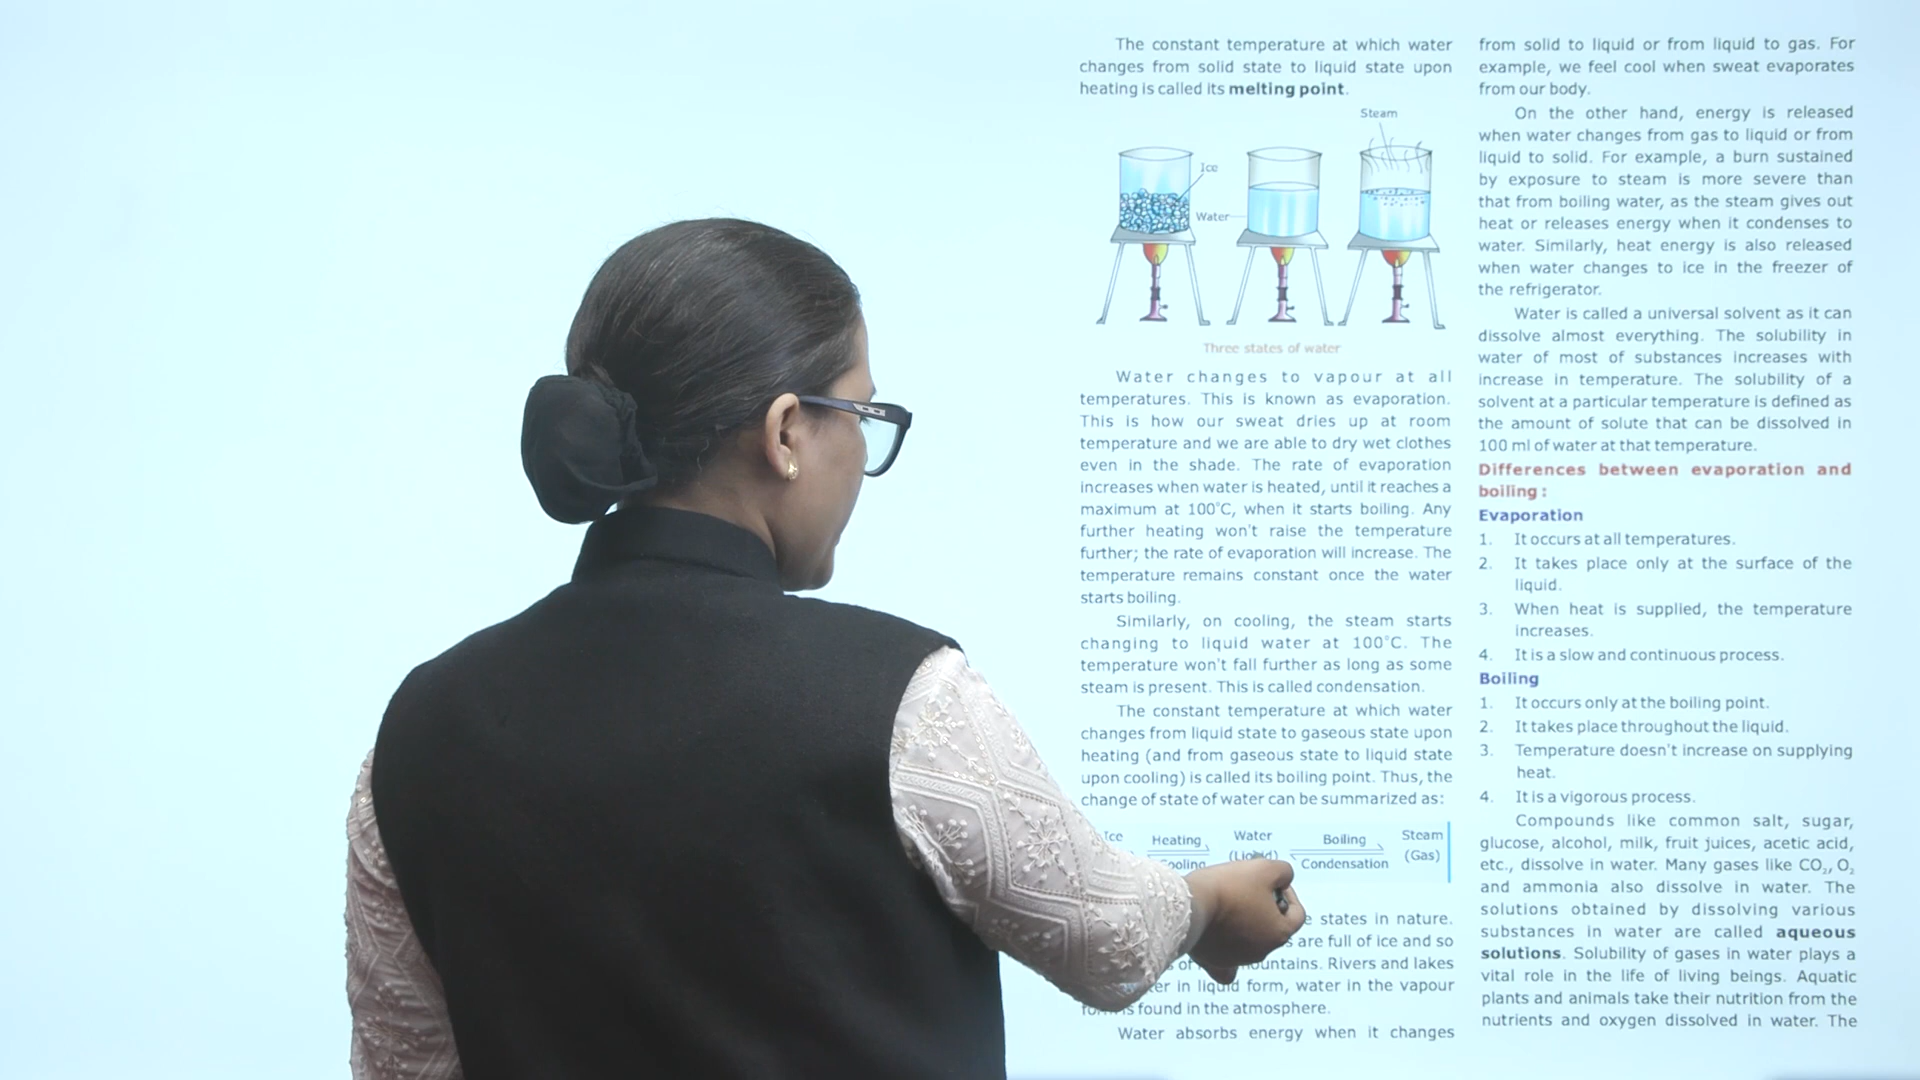 The constant temperature at which water
changes from solid state to liquid state upon
heating is called its melting point.
Steam
Ice
Water
Three states of water
Water changes to vapour at all
temperatures. This is known as evaporation.
This is how our sweat dries up at room
temperature and we are able to dry wet clothes
even in the shade. The rate of evaporation
increases when water is heated, until it reaches a
maximum at 100°C, when it starts boiling. Any
further heating won't raise the temperature
further; the rate of evaporation will increase. The
temperature remains constant once the water
starts boiling.
Similarly, on cooling, the steam starts
changing to liquid water at 100°C. The
temperature won't fall further as long as some
steam is present. This is called condensation.
The constant temperature at which water
changes from liquid state to gaseous state upon
heating (and from gaseous state to liquid state
upon cooling) is called its boiling point. Thus, the
change of state of water can be summarized as:
Ice Heating Water Boiling Steam
Cooling (Liquid) Condensation (Gas)
states in nature.
are full of ice and so
of mountains. Rivers and lakes
in liquid form, water in the vapour
is found in the atmosphere.
Water absorbs energy when it changes
from solid to liquid or from liquid to gas. For
example, we feel cool when sweat evaporates
from our body.
On the other hand, energy is released
when water changes from gas to liquid or from
liquid to solid. For example, a burn sustained
by exposure to steam is more severe than
that from boiling water, as the steam gives out
heat or releases energy when it condenses to
water. Similarly, heat energy is also released
when water changes to ice in the freezer of
the refrigerator.
Water is called a universal solvent as it can
dissolve almost everything. The solubility in
water of most of substances increases with
increase in temperature. The solubility of a
solvent at a particular temperature is defined as
the amount of solute that can be dissolved in
100 ml of water at that temperature.
Differences between evaporation and
boiling :
Evaporation
1. It occurs at all temperatures.
2. It takes place only at the surface of the
liquid.
3. When heat is supplied, the temperature
increases.
4. It is a slow and continuous process.
Boiling
1. It occurs only at the boiling point.
2. It takes place throughout the liquid.
3. Temperature doesn't increase on supplying
heat.
4. It is a vigorous process.
Compounds like common salt, sugar,
glucose, alcohol, milk, fruit juices, acetic acid,
etc., dissolve in water. Many gases like CO₂, O₂
and ammonia also dissolve in water. The
solutions obtained by dissolving various
substances in water are called aqueous
solutions. Solubility of gases in water plays a
vital role in the life of living beings. Aquatic
plants and animals take their nutrition from the
nutrients and oxygen dissolved in water. The